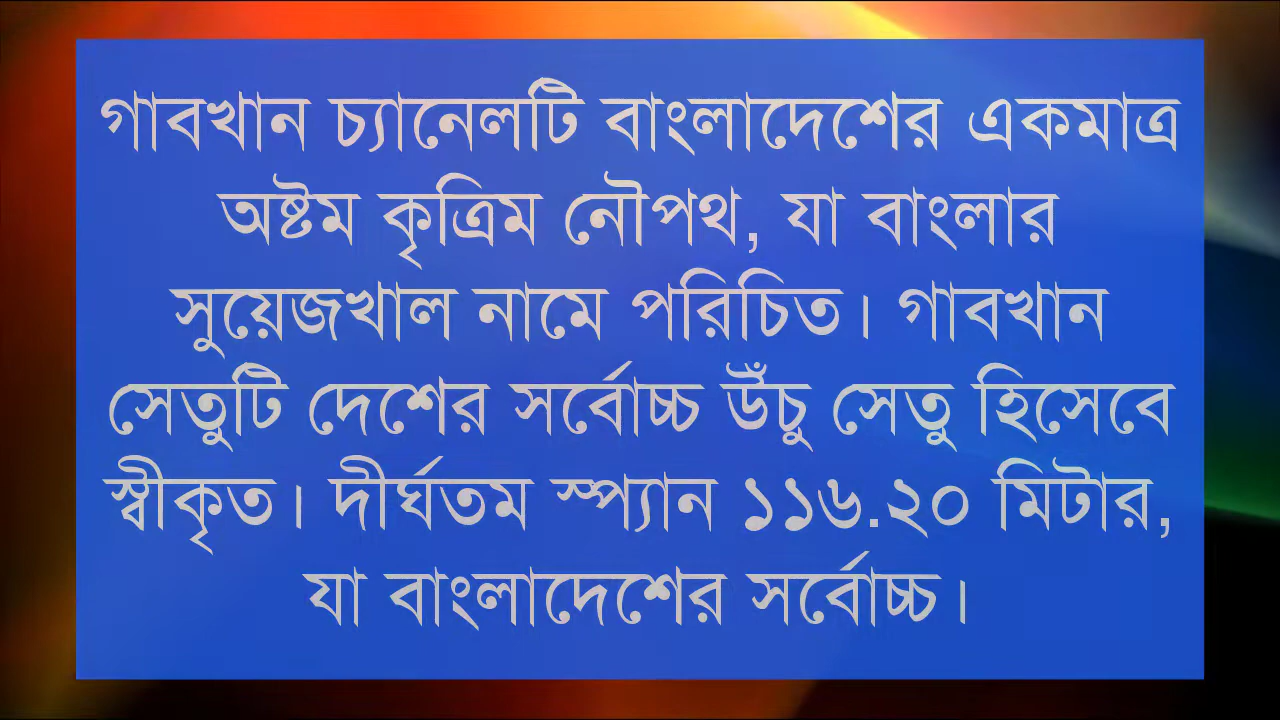 গাবখান চ্যানেলটি বাংলাদেশের একমাত্র
অষ্টম কৃত্রিম নৌপথ, যা বাংলার
সুয়েজখাল নামে পরিচিত। গাবখান
সেতুটি দেশের সর্বোচ্চ উঁচু সেতু হিসেবে
স্বীকৃত। দীর্ঘতম স্প্যান ১১৬.২০ মিটার,
যা বাংলাদেশের সর্বোচ্চ।